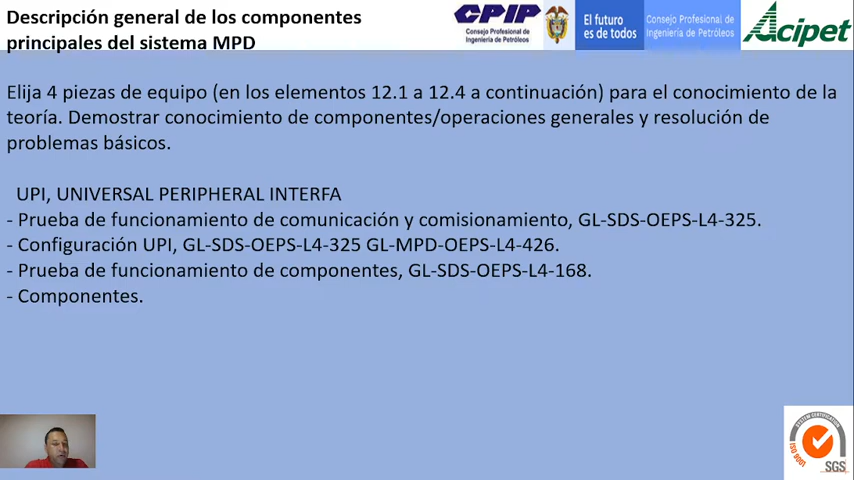 Descripción general de los componentes
principales del sistema MPD
CPIP
Consejo Profesional de
Ingeniería de Petróleos
El futuro
es de todos
Consejo Profesional de
Ingeniería de Petróleos
Acipet
Elija 4 piezas de equipo (en los elementos 12.1 a 12.4 a continuación) para el conocimiento de la
teoría. Demostrar conocimiento de componentes/operaciones generales y resolución de
problemas básicos.
UPI, UNIVERSAL PERIPHERAL INTERFA
- Prueba de funcionamiento de comunicación y comisionamiento, GL-SDS-OEPS-L4-325.
- Configuración UPI, GL-SDS-OEPS-L4-325 GL-MPD-OEPS-L4-426.
- Prueba de funcionamiento de componentes, GL-SDS-OEPS-L4-168.
- Componentes.
SYSTEM CERTIFICATION
ISO 9001
SGS